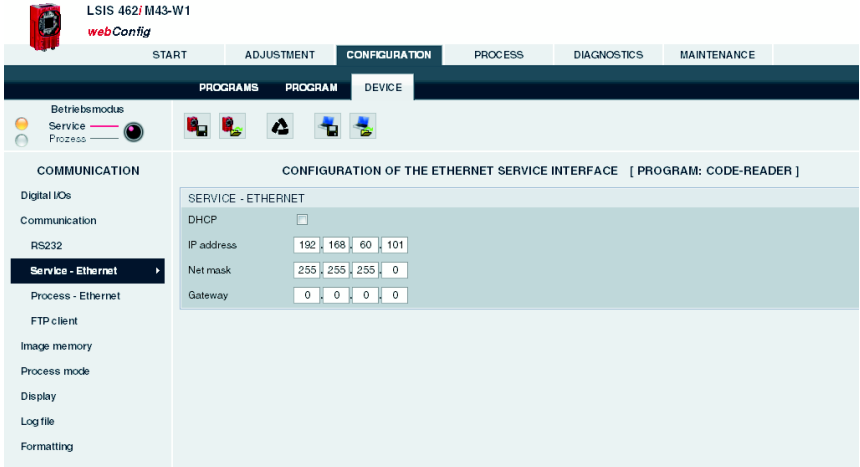 LSIS 462i M43-W1
webConfig
START ADJUSTMENT CONFIGURATION PROCESS DIAGNOSTICS MAINTENANCE
PROGRAMS PROGRAM DEVICE
Betriebsmodus
Service
Prozess
COMMUNICATION
Digital I/Os
Communication
RS232
Service - Ethernet
Process - Ethernet
FTP client
Image memory
Process mode
Display
Log file
Formatting
CONFIGURATION OF THE ETHERNET SERVICE INTERFACE [ PROGRAM: CODE-READER ]
SERVICE - ETHERNET
DHCP
IP address 192 . 168 . 60 . 101
Net mask 255 . 255 . 255 . 0
Gateway 0 . 0 . 0 . 0